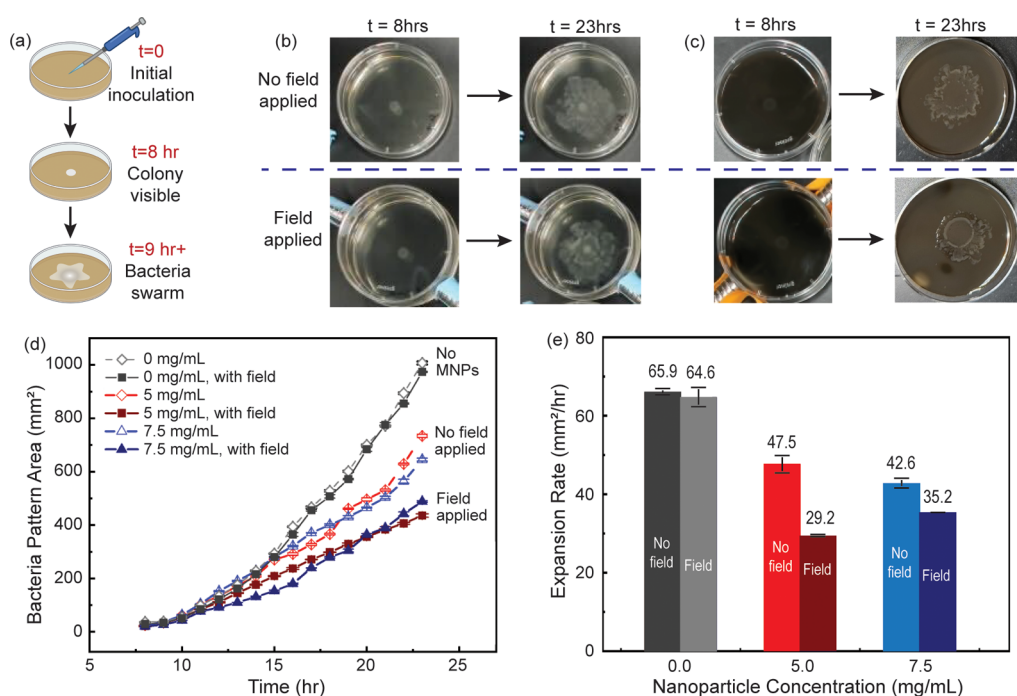 (a)
t=0
Initial
inoculation
t=8 hr
Colony
visible
t=9 hr+
Bacteria
swarm
(b)
t = 8hrs
t = 23hrs
(c)
t = 8hrs
t = 23hrs
No field
applied
Field
applied
(d)
Bacteria Pattern Area (mm²)
1000
800
600
400
200
0
5
10
15
20
25
Time (hr)
0 mg/mL
0 mg/mL, with field
5 mg/mL
5 mg/mL, with field
7.5 mg/mL
7.5 mg/mL, with field
No
MNPs
No field
applied
Field
applied
(e)
Expansion Rate (mm²/hr)
80
60
40
20
0
65.9
64.6
47.5
29.2
42.6
35.2
No
field
Field
No
field
Field
No
field
Field
0.0
5.0
7.5
Nanoparticle Concentration (mg/mL)